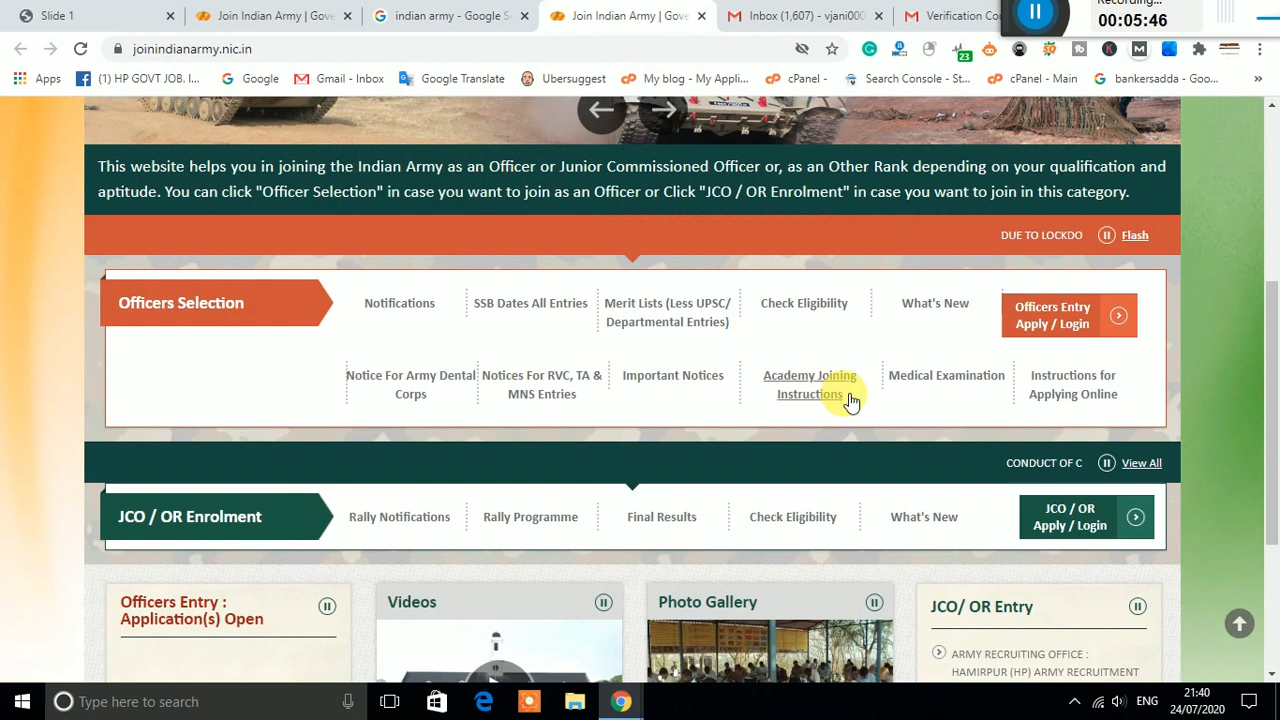 Recording...
00:05:46
Slide 1
Join Indian Army | Gove
indian army - Google S
Join Indian Army | Gove
Inbox (1,607) - vjani000
Verification Co
joinindianarmy.nic.in
23
Apps
(1) HP GOVT JOB. I...
Google
Gmail - Inbox
Google Translate
Ubersuggest
My blog - My Appli...
cPanel -
Search Console - St...
cPanel - Main
bankersadda - Goo...
This website helps you in joining the Indian Army as an Officer or Junior Commissioned Officer or, as an Other Rank depending on your qualification and
aptitude. You can click "Officer Selection" in case you want to join as an Officer or Click "JCO / OR Enrolment" in case you want to join in this category.
DUE TO LOCKDO
Flash
Officers Selection
Notifications
SSB Dates All Entries
Merit Lists (Less UPSC/
Departmental Entries)
Check Eligibility
What's New
Officers Entry
Apply / Login
Notice For Army Dental
Corps
Notices For RVC, TA &
MNS Entries
Important Notices
Academy Joining
Instructions
Medical Examination
Instructions for
Applying Online
CONDUCT OF C
View All
JCO / OR Enrolment
Rally Notifications
Rally Programme
Final Results
Check Eligibility
What's New
JCO / OR
Apply / Login
Officers Entry :
Application(s) Open
Videos
Photo Gallery
JCO/ OR Entry
ARMY RECRUITING OFFICE :
HAMIRPUR (HP) ARMY RECRUITMENT
Type here to search
ENG
21:40
24/07/2020